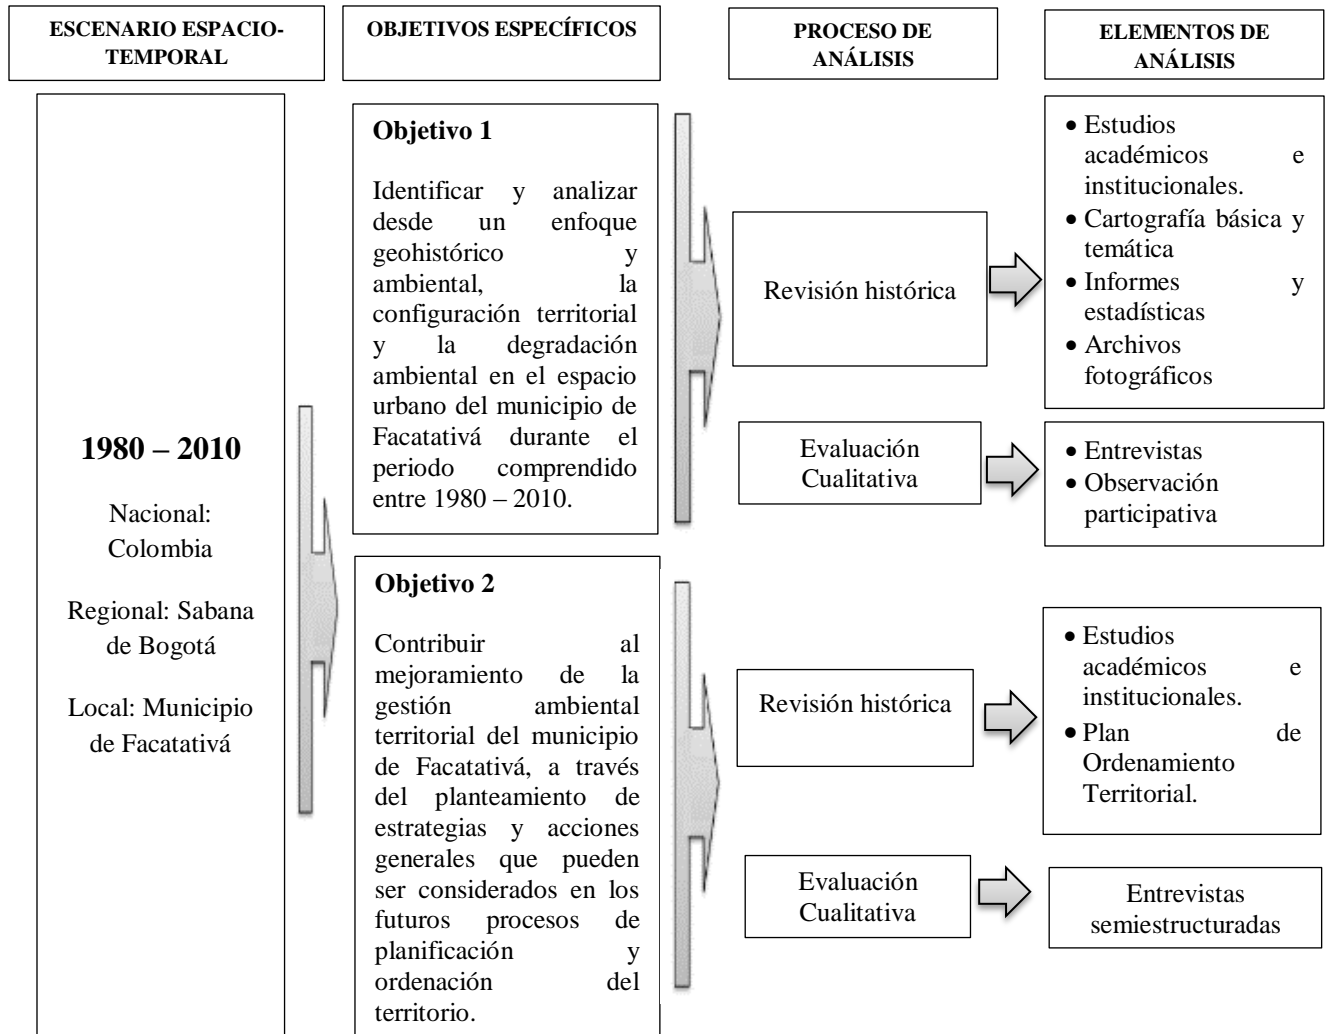 ESCENARIO ESPACIO-
TEMPORAL
OBJETIVOS ESPECÍFICOS
PROCESO DE
ANÁLISIS
ELEMENTOS DE
ANÁLISIS
1980 – 2010
Nacional:
Colombia
Regional: Sabana
de Bogotá
Local: Municipio
de Facatativá
Objetivo 1
Identificar y analizar
desde un enfoque
geohistórico y
ambiental, la
configuración territorial
y la degradación
ambiental en el espacio
urbano del municipio de
Facatativá durante el
periodo comprendido
entre 1980 – 2010.
Revisión histórica
• Estudios
académicos e
institucionales.
• Cartografía básica y
temática
• Informes y
estadísticas
• Archivos
fotográficos
Evaluación
Cualitativa
• Entrevistas
• Observación
participativa
Objetivo 2
Contribuir al
mejoramiento de la
gestión ambiental
territorial del municipio
de Facatativá, a través
del planteamiento de
estrategias y acciones
generales que pueden
ser considerados en los
futuros procesos de
planificación y
ordenación del
territorio.
Revisión histórica
• Estudios
académicos e
institucionales.
• Plan de
Ordenamiento
Territorial.
Evaluación
Cualitativa
Entrevistas
semiestructuradas